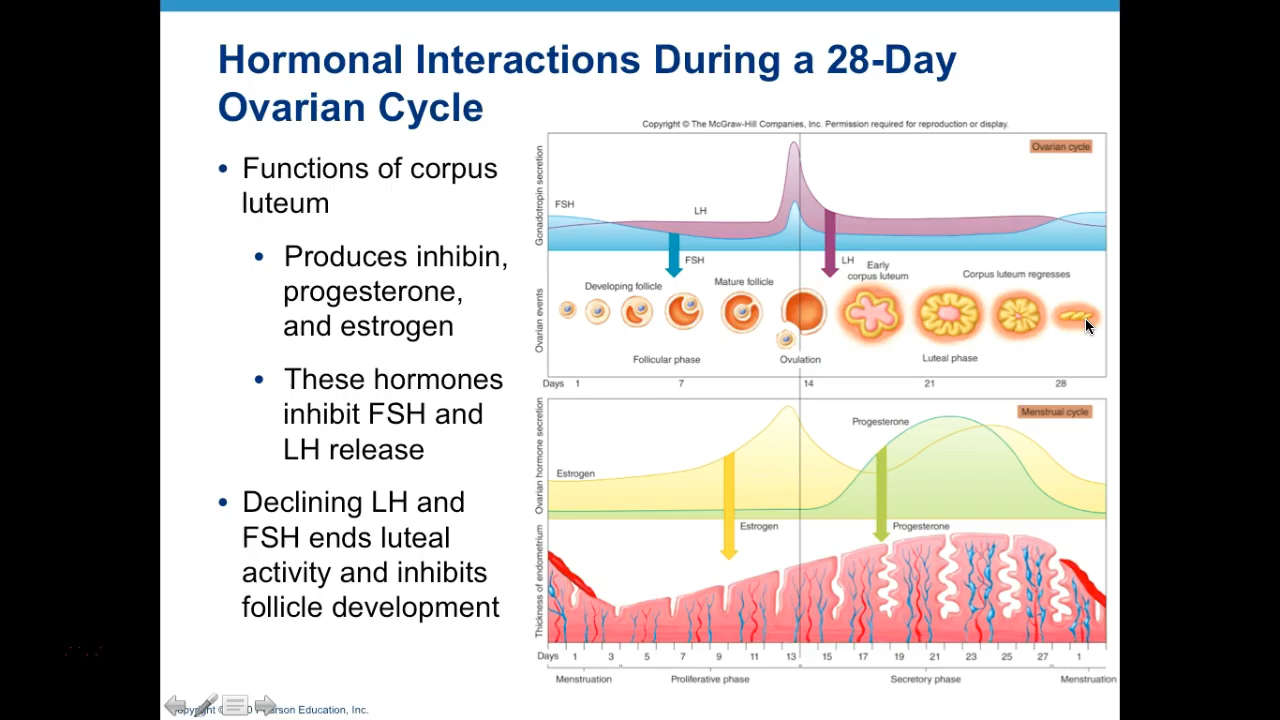 Hormonal Interactions During a 28-Day
Ovarian Cycle
• Functions of corpus
luteum
• Produces inhibin,
progesterone,
and estrogen
• These hormones
inhibit FSH and
LH release
• Declining LH and
FSH ends luteal
activity and inhibits
follicle development
Copyright © The McGraw-Hill Companies, Inc. Permission required for reproduction or display.
Gonadotropin secretion
Ovarian cycle
FSH
LH
FSH
LH
Ovarian events
Developing follicle
Mature follicle
Early
corpus luteum
Corpus luteum regresses
Follicular phase
Ovulation
Luteal phase
Days 1 7 14 21 28
Ovarian hormone secretion
Menstrual cycle
Progesterone
Estrogen
Estrogen
Progesterone
Thickness of endometrium
Days 1 3 5 7 9 11 13 15 17 19 21 23 25 27 1
Menstruation Proliferative phase Secretory phase Menstruation
Education, Inc.